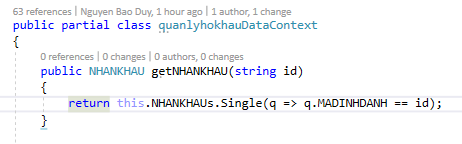 63 references | Nguyen Bao Duy, 1 hour ago | 1 author, 1 change
public partial class quanlyhokhauDataContext
{
0 references | 0 changes | 0 authors, 0 changes
public NHANKHAU getNHANKHAU(string id)
{
return this.NHANKHAUs.Single(q => q.MADINHDANH == id);
}